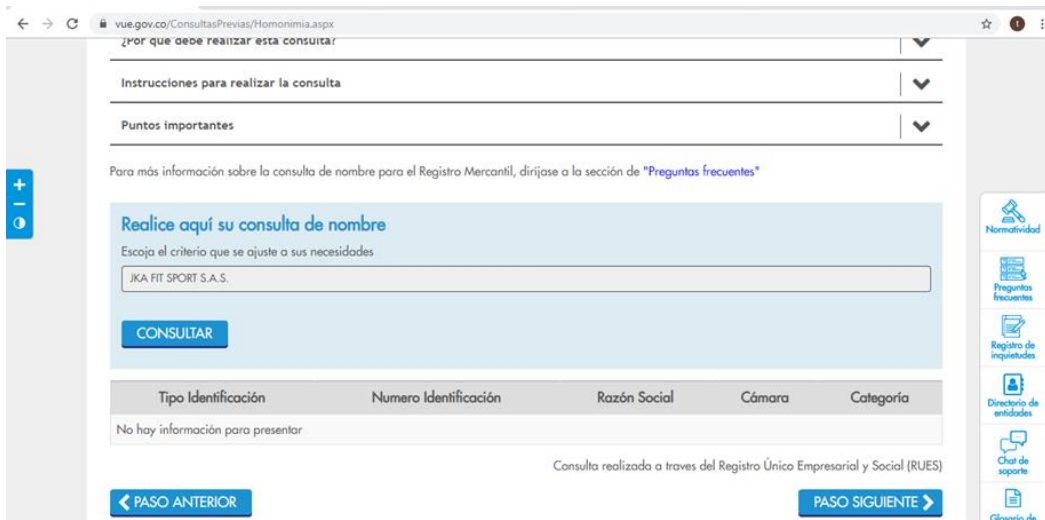 vue.gov.co/ConsultasPrevias/Homonimia.aspx
¿Por qué debe realizar esta consulta?
Instrucciones para realizar la consulta
Puntos importantes
Para más información sobre la consulta de nombre para el Registro Mercantil, diríjase a la sección de "Preguntas frecuentes"
+
−
Realice aquí su consulta de nombre
Escoja el criterio que se ajuste a sus necesidades
JKA FIT SPORT S.A.S.
CONSULTAR
Tipo Identificación Numero Identificación Razón Social Cámara Categoría
No hay información para presentar
Consulta realizada a traves del Registro Único Empresarial y Social (RUES)
PASO ANTERIOR PASO SIGUIENTE
Normatividad
Preguntas
frecuentes
Registro de
inquietudes
Directorio de
entidades
Chat de
soporte
Glosario de